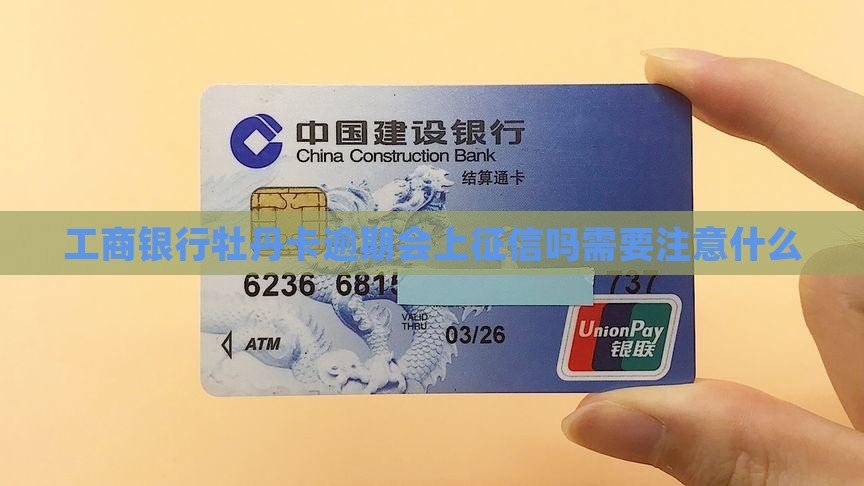 中国建设银行
China Construction Bank
结算通卡
工商银行牡丹卡逾期会上征信吗需要注意什么
6236 6815 737
VALID THRU 03/26
ATM
UnionPay
银联